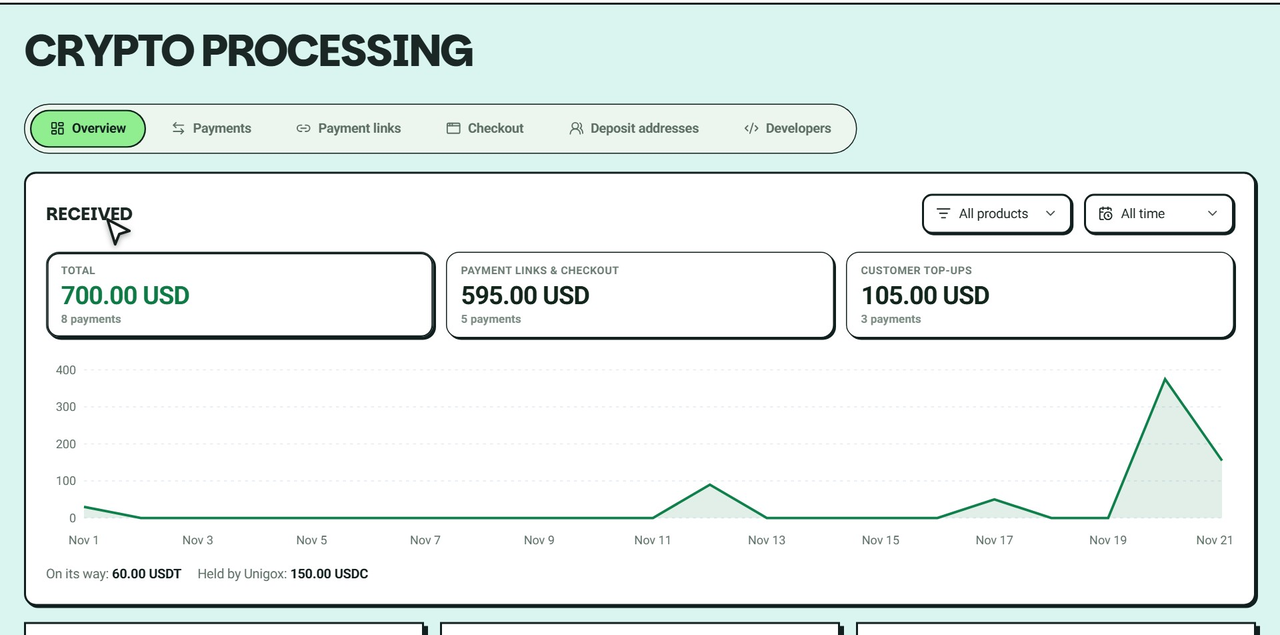 CRYPTO PROCESSING
Overview Payments Payment links Checkout Deposit addresses Developers
RECEIVED
All products All time
TOTAL
700.00 USD
8 payments
PAYMENT LINKS & CHECKOUT
595.00 USD
5 payments
CUSTOMER TOP-UPS
105.00 USD
3 payments
400
300
200
100
0
Nov 1 Nov 3 Nov 5 Nov 7 Nov 9 Nov 11 Nov 13 Nov 15 Nov 17 Nov 19 Nov 21
On its way: 60.00 USDT Held by Unigox: 150.00 USDC